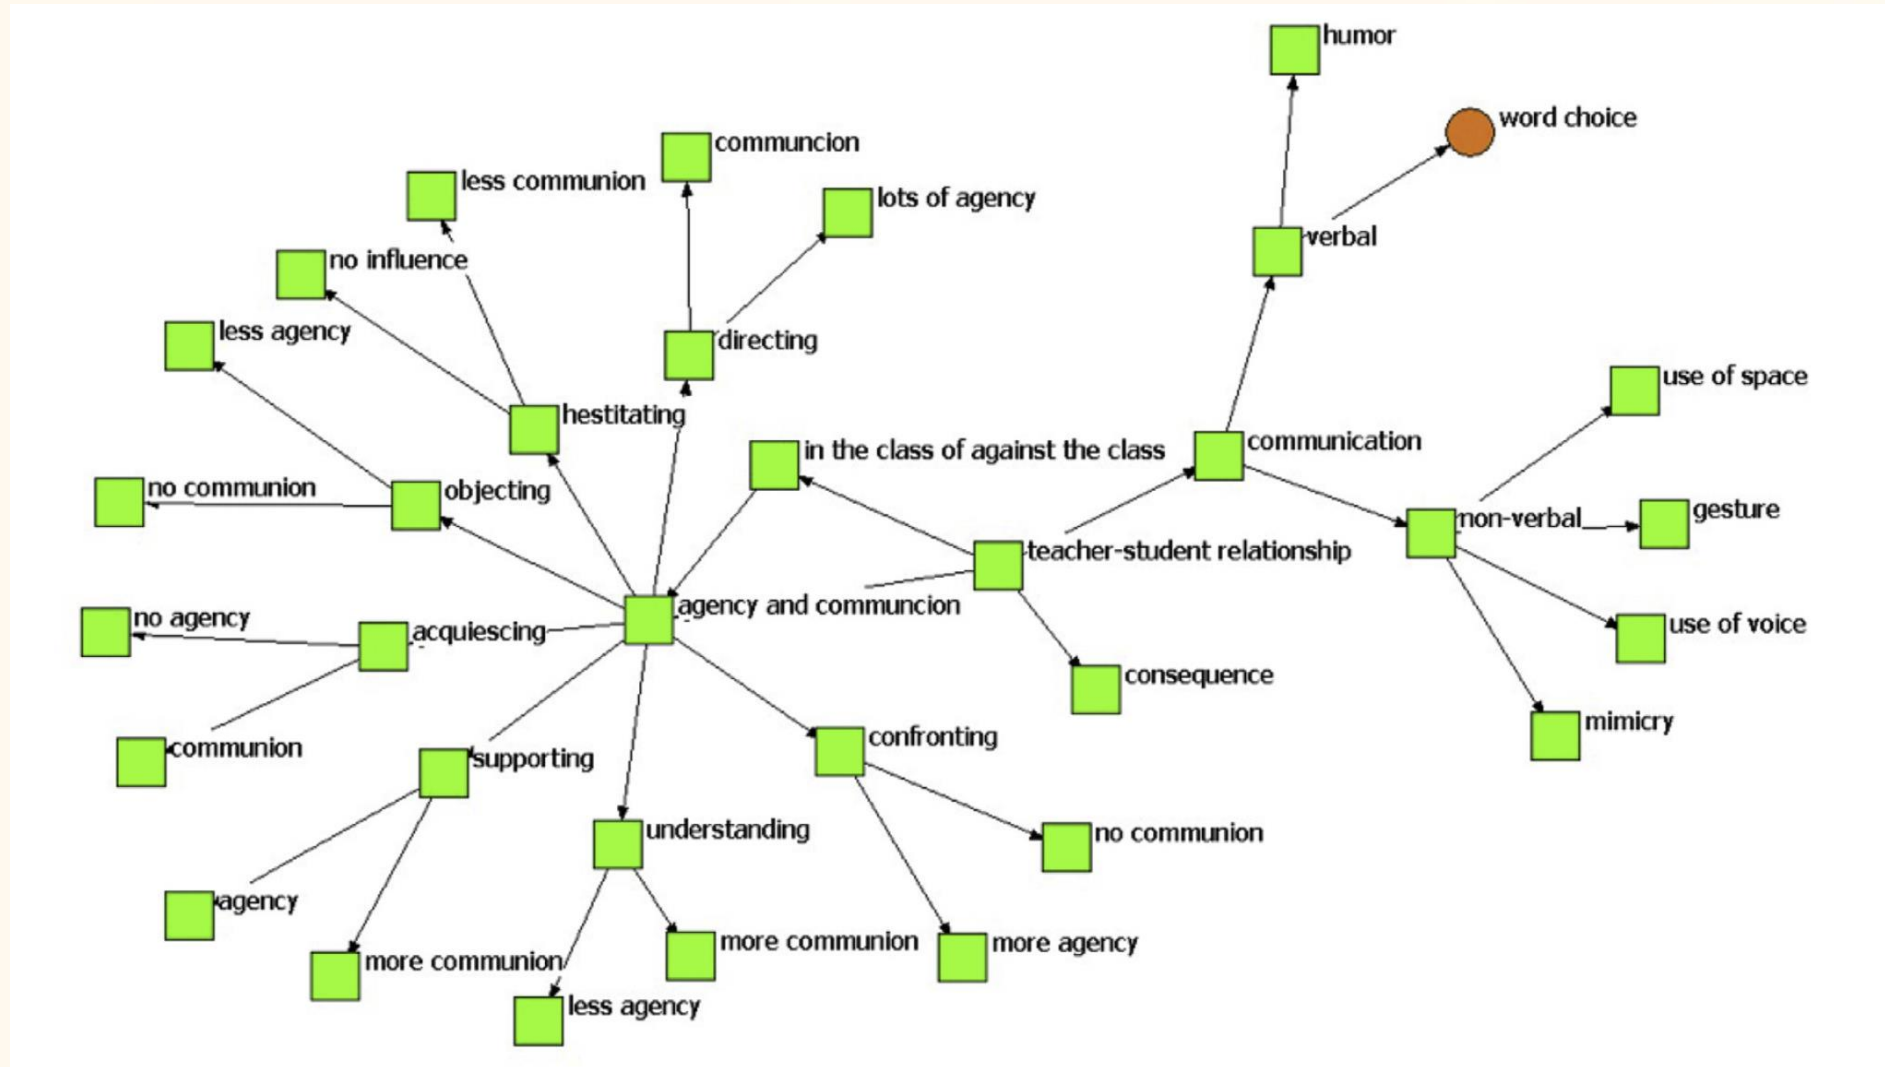 humor
word choice
communcion
less communion
lots of agency
verbal
no influence
less agency
directing
use of space
hestitating
communication
in the class of against the class
no communion
objecting
gesture
non-verbal
teacher-student relationship
agency and communcion
no agency
acquiescing
use of voice
consequence
mimicry
confronting
communion
supporting
understanding
no communion
agency
more communion
more agency
more communion
less agency